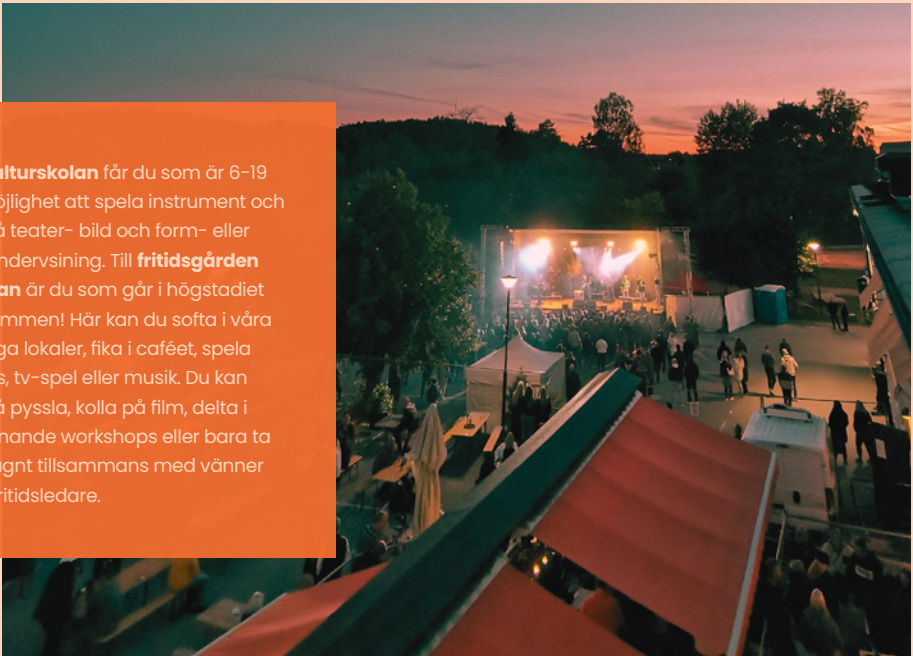 ulturskolan får du som är 6-19
öjlighet att spela instrument och
å teater- bild och form- eller
ndervsining. Till fritidsgården
an är du som går i högstadiet
mmen! Här kan du softa i våra
ga lokaler, fika i caféet, spela
s, tv-spel eller musik. Du kan
å pyssla, kolla på film, delta i
nande workshops eller bara ta
ugnt tillsammans med vänner
ritidsledare.